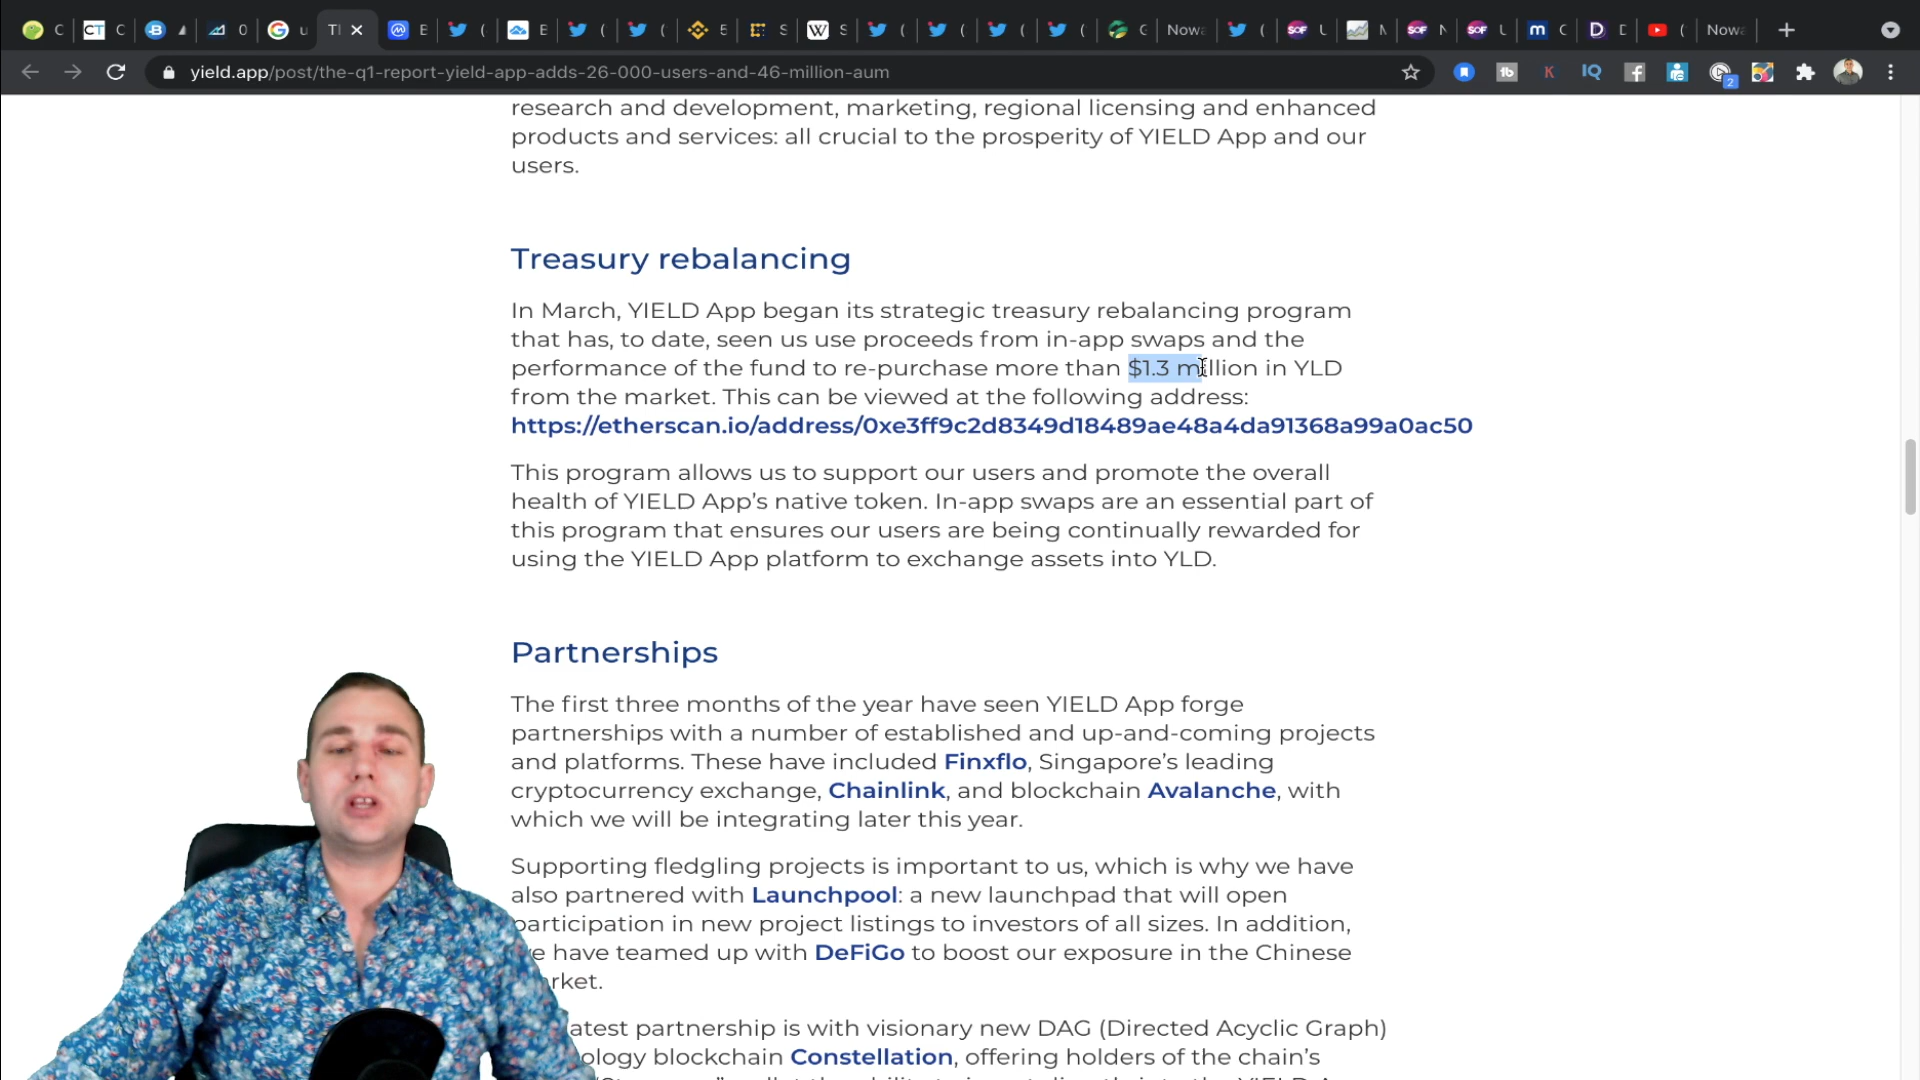 yield.app/post/the-q1-report-yield-app-adds-26-000-users-and-46-million-aum
research and development, marketing, regional licensing and enhanced
products and services: all crucial to the prosperity of YIELD App and our
users.
Treasury rebalancing
In March, YIELD App began its strategic treasury rebalancing program
that has, to date, seen us use proceeds from in-app swaps and the
performance of the fund to re-purchase more than $1.3 million in YLD
from the market. This can be viewed at the following address:
https://etherscan.io/address/0xe3ff9c2d8349d18489ae48a4da91368a99a0ac50
This program allows us to support our users and promote the overall
health of YIELD App’s native token. In-app swaps are an essential part of
this program that ensures our users are being continually rewarded for
using the YIELD App platform to exchange assets into YLD.
Partnerships
The first three months of the year have seen YIELD App forge
partnerships with a number of established and up-and-coming projects
and platforms. These have included Finxflo, Singapore’s leading
cryptocurrency exchange, Chainlink, and blockchain Avalanche, with
which we will be integrating later this year.
Supporting fledgling projects is important to us, which is why we have
also partnered with Launchpool: a new launchpad that will open
participation in new project listings to investors of all sizes. In addition,
have teamed up with DeFiGo to boost our exposure in the Chinese
partnership is with visionary new DAG (Directed Acyclic Graph)
blockchain Constellation, offering holders of the chain’s